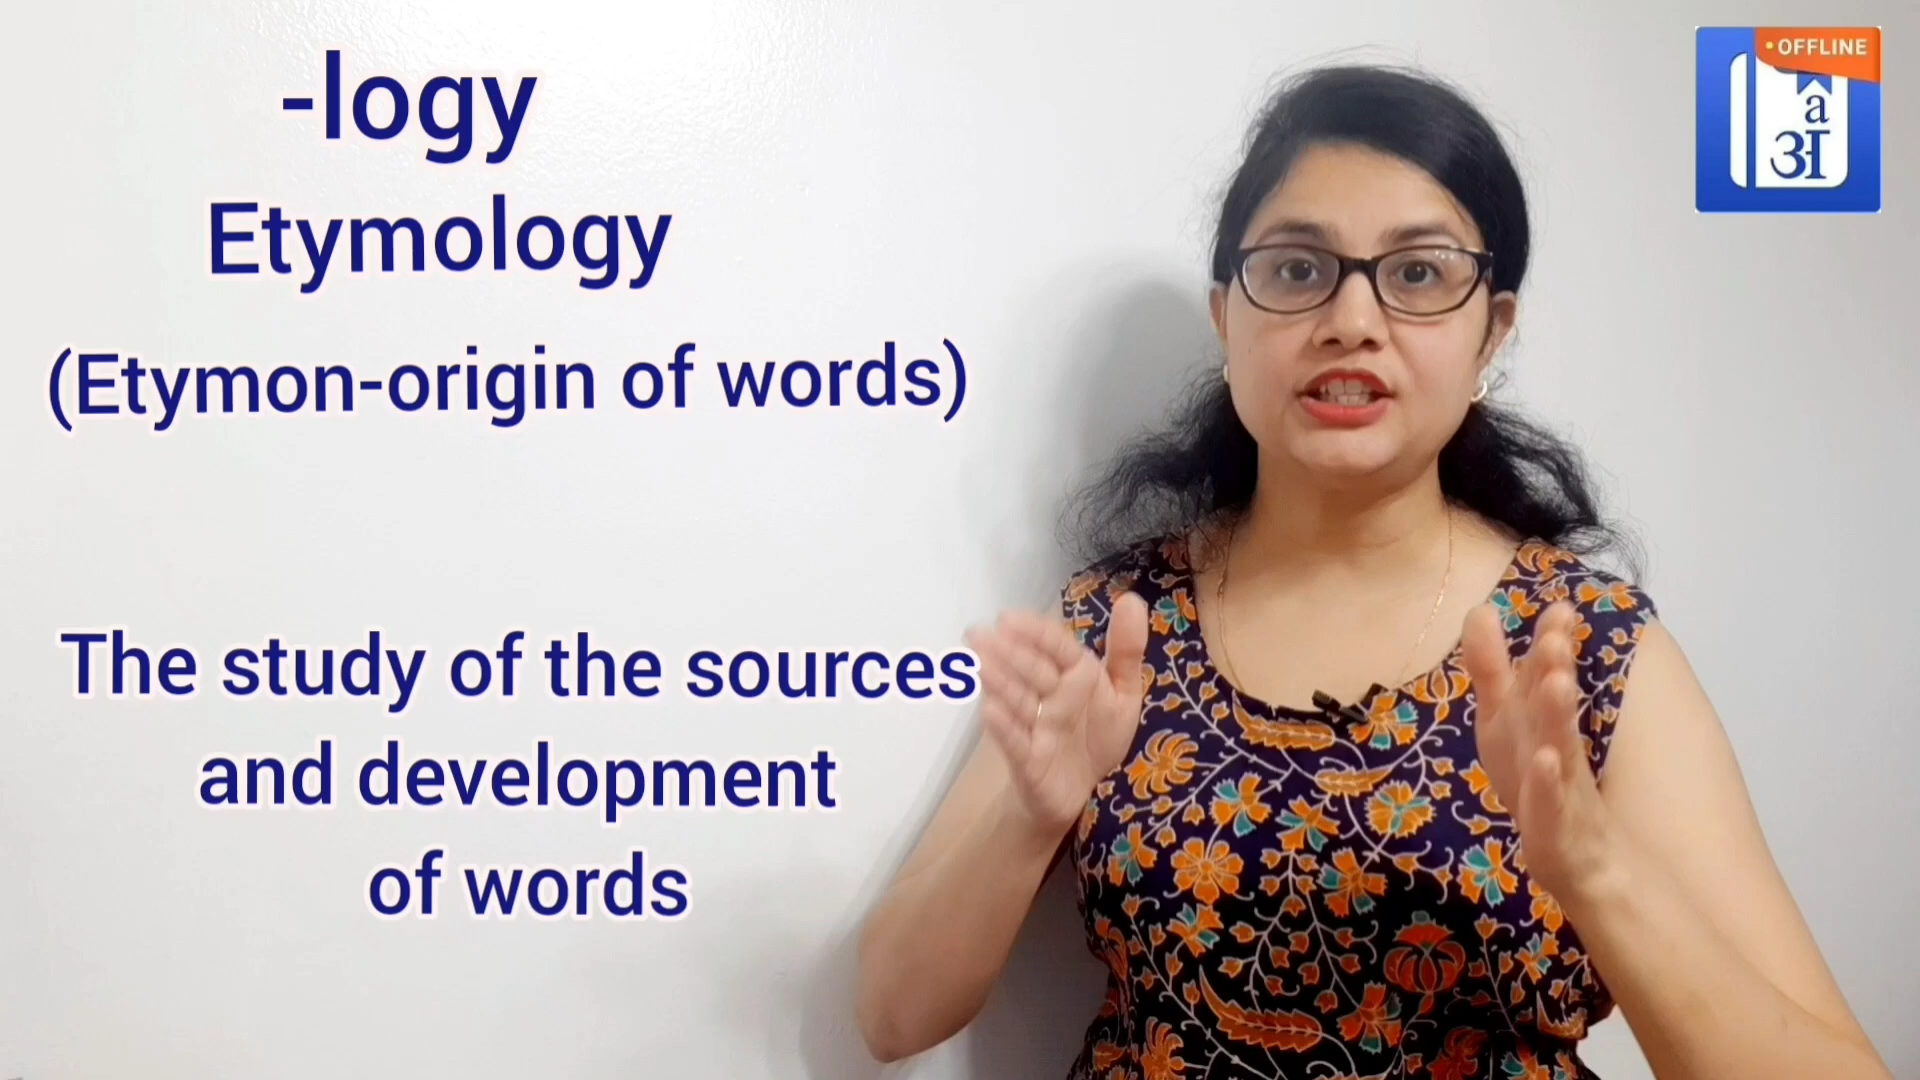 -logy
Etymology
(Etymon-origin of words)
The study of the sources
and development
of words
OFFLINE
a
अ